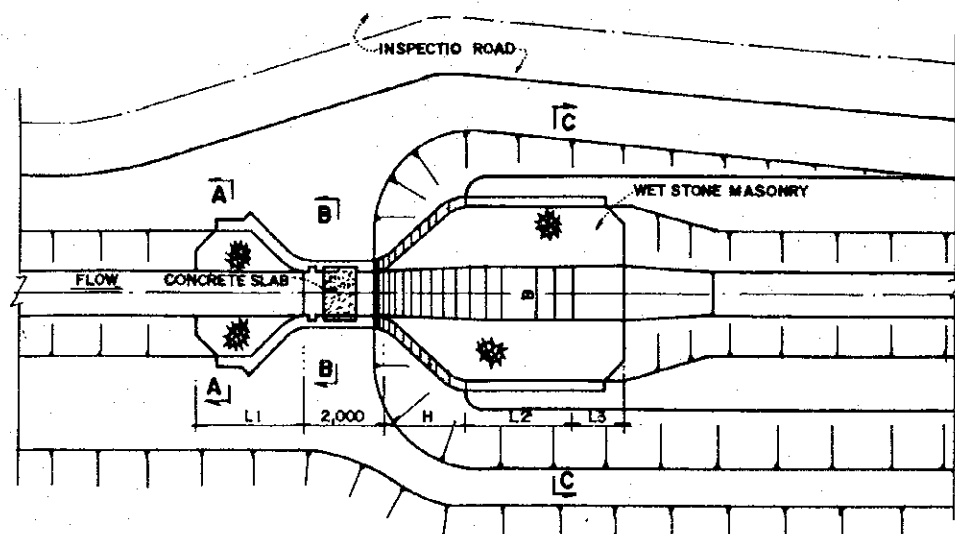 INSPECTIO ROAD
C
A
B
WET STONE MASONRY
FLOW
CONCRETE SLAB
B
B
A
L1
2,000
H
L2
L3
C